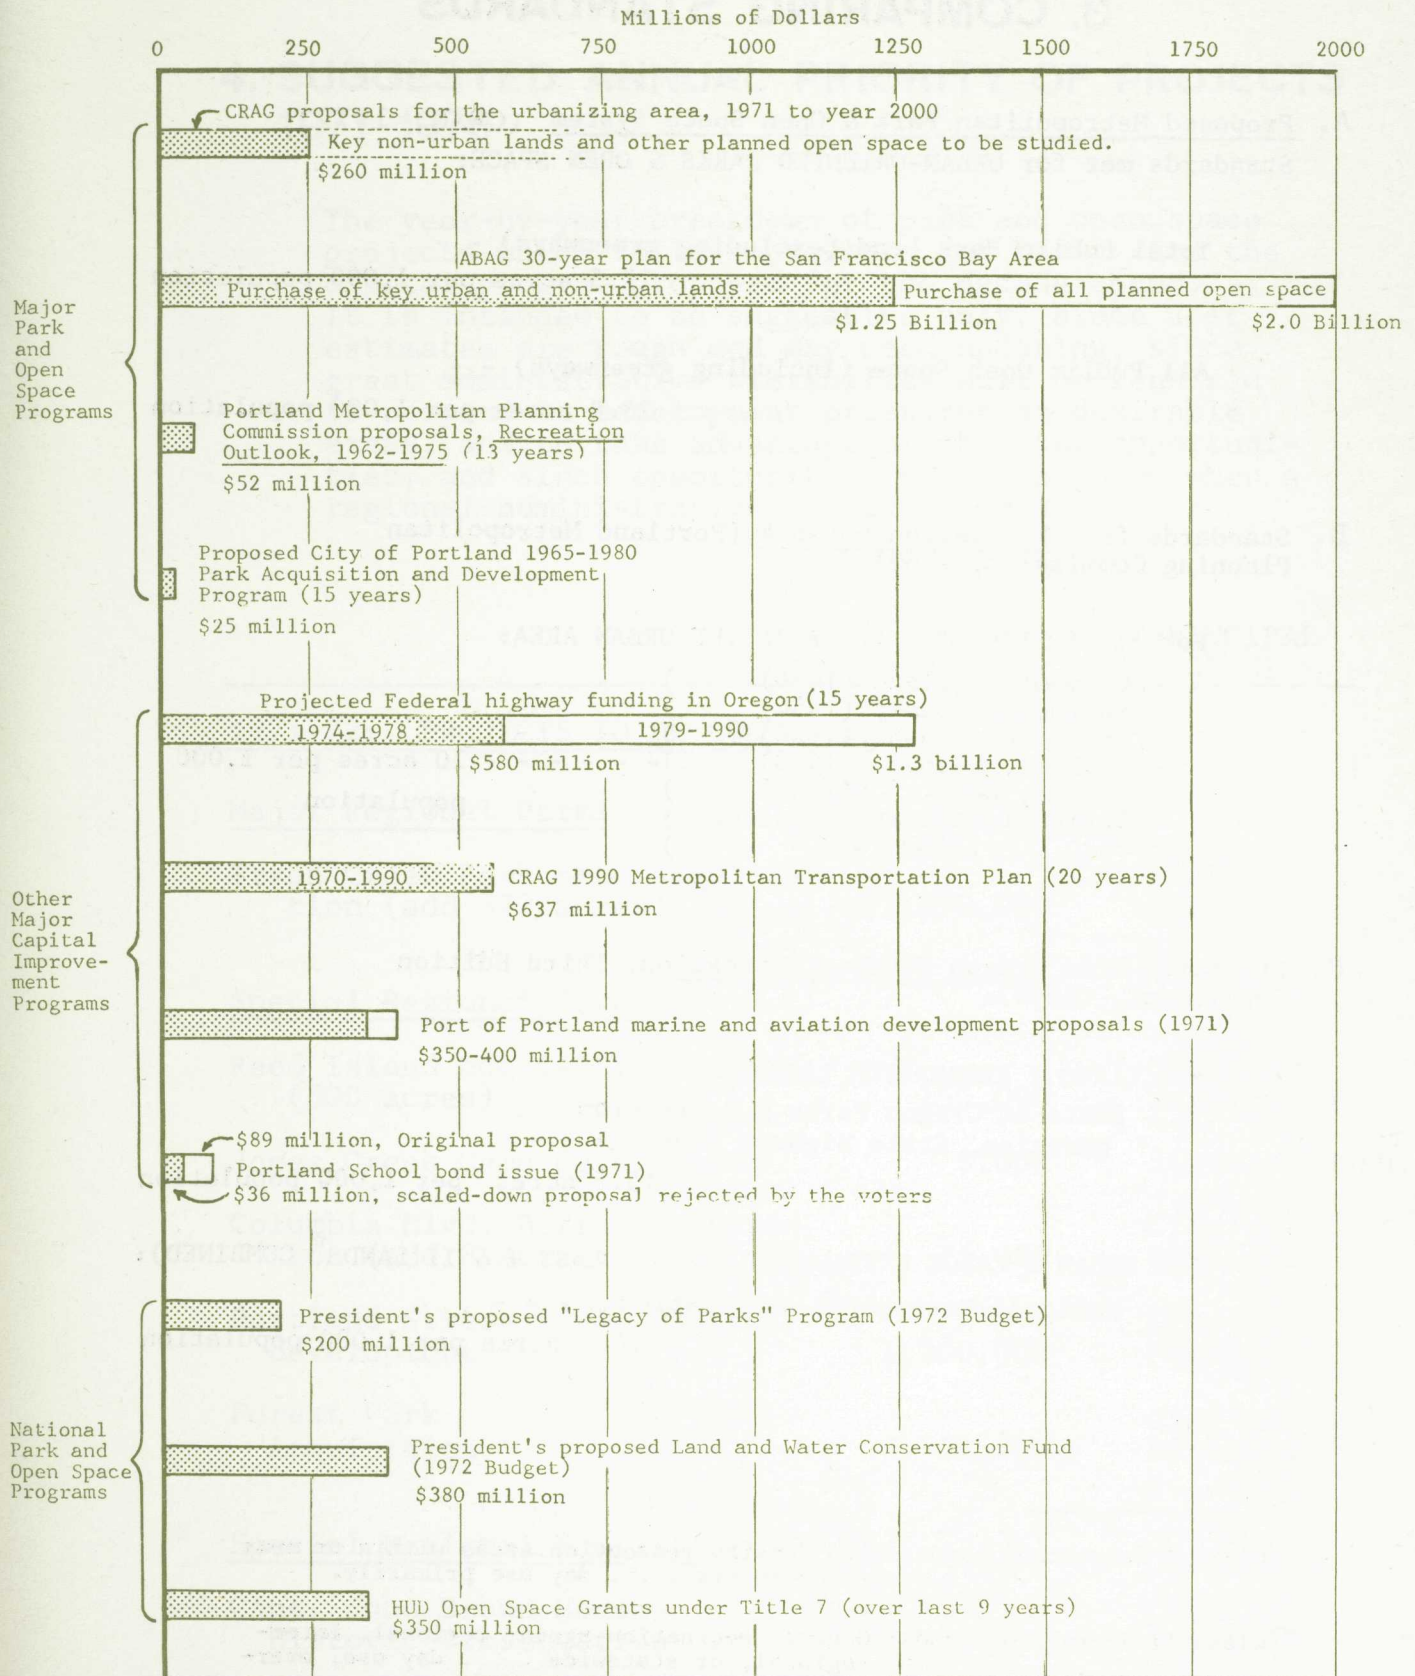 Millions of Dollars
0 250 500 750 1000 1250 1500 1750 2000
CRAG proposals for the urbanizing area, 1971 to year 2000
Key non-urban lands and other planned open space to be studied.
$260 million
ABAG 30-year plan for the San Francisco Bay Area
Purchase of key urban and non-urban lands
Purchase of all planned open space
$1.25 Billion
$2.0 Billion
Major
Park
and
Open
Space
Programs
Portland Metropolitan Planning
Commission proposals, Recreation
Outlook, 1962-1975 (13 years)
$52 million
Proposed City of Portland 1965-1980
Park Acquisition and Development
Program (15 years)
$25 million
Projected Federal highway funding in Oregon (15 years)
1974-1978
1979-1990
$580 million
$1.3 billion
1970-1990
CRAG 1990 Metropolitan Transportation Plan (20 years)
$637 million
Other
Major
Capital
Improve-
ment
Programs
Port of Portland marine and aviation development proposals (1971)
$350-400 million
$89 million, Original proposal
Portland School bond issue (1971)
$36 million, scaled-down proposal rejected by the voters
President's proposed "Legacy of Parks" Program (1972 Budget)
$200 million
National
Park and
Open Space
Programs
President's proposed Land and Water Conservation Fund
(1972 Budget)
$380 million
HUD Open Space Grants under Title 7 (over last 9 years)
$350 million